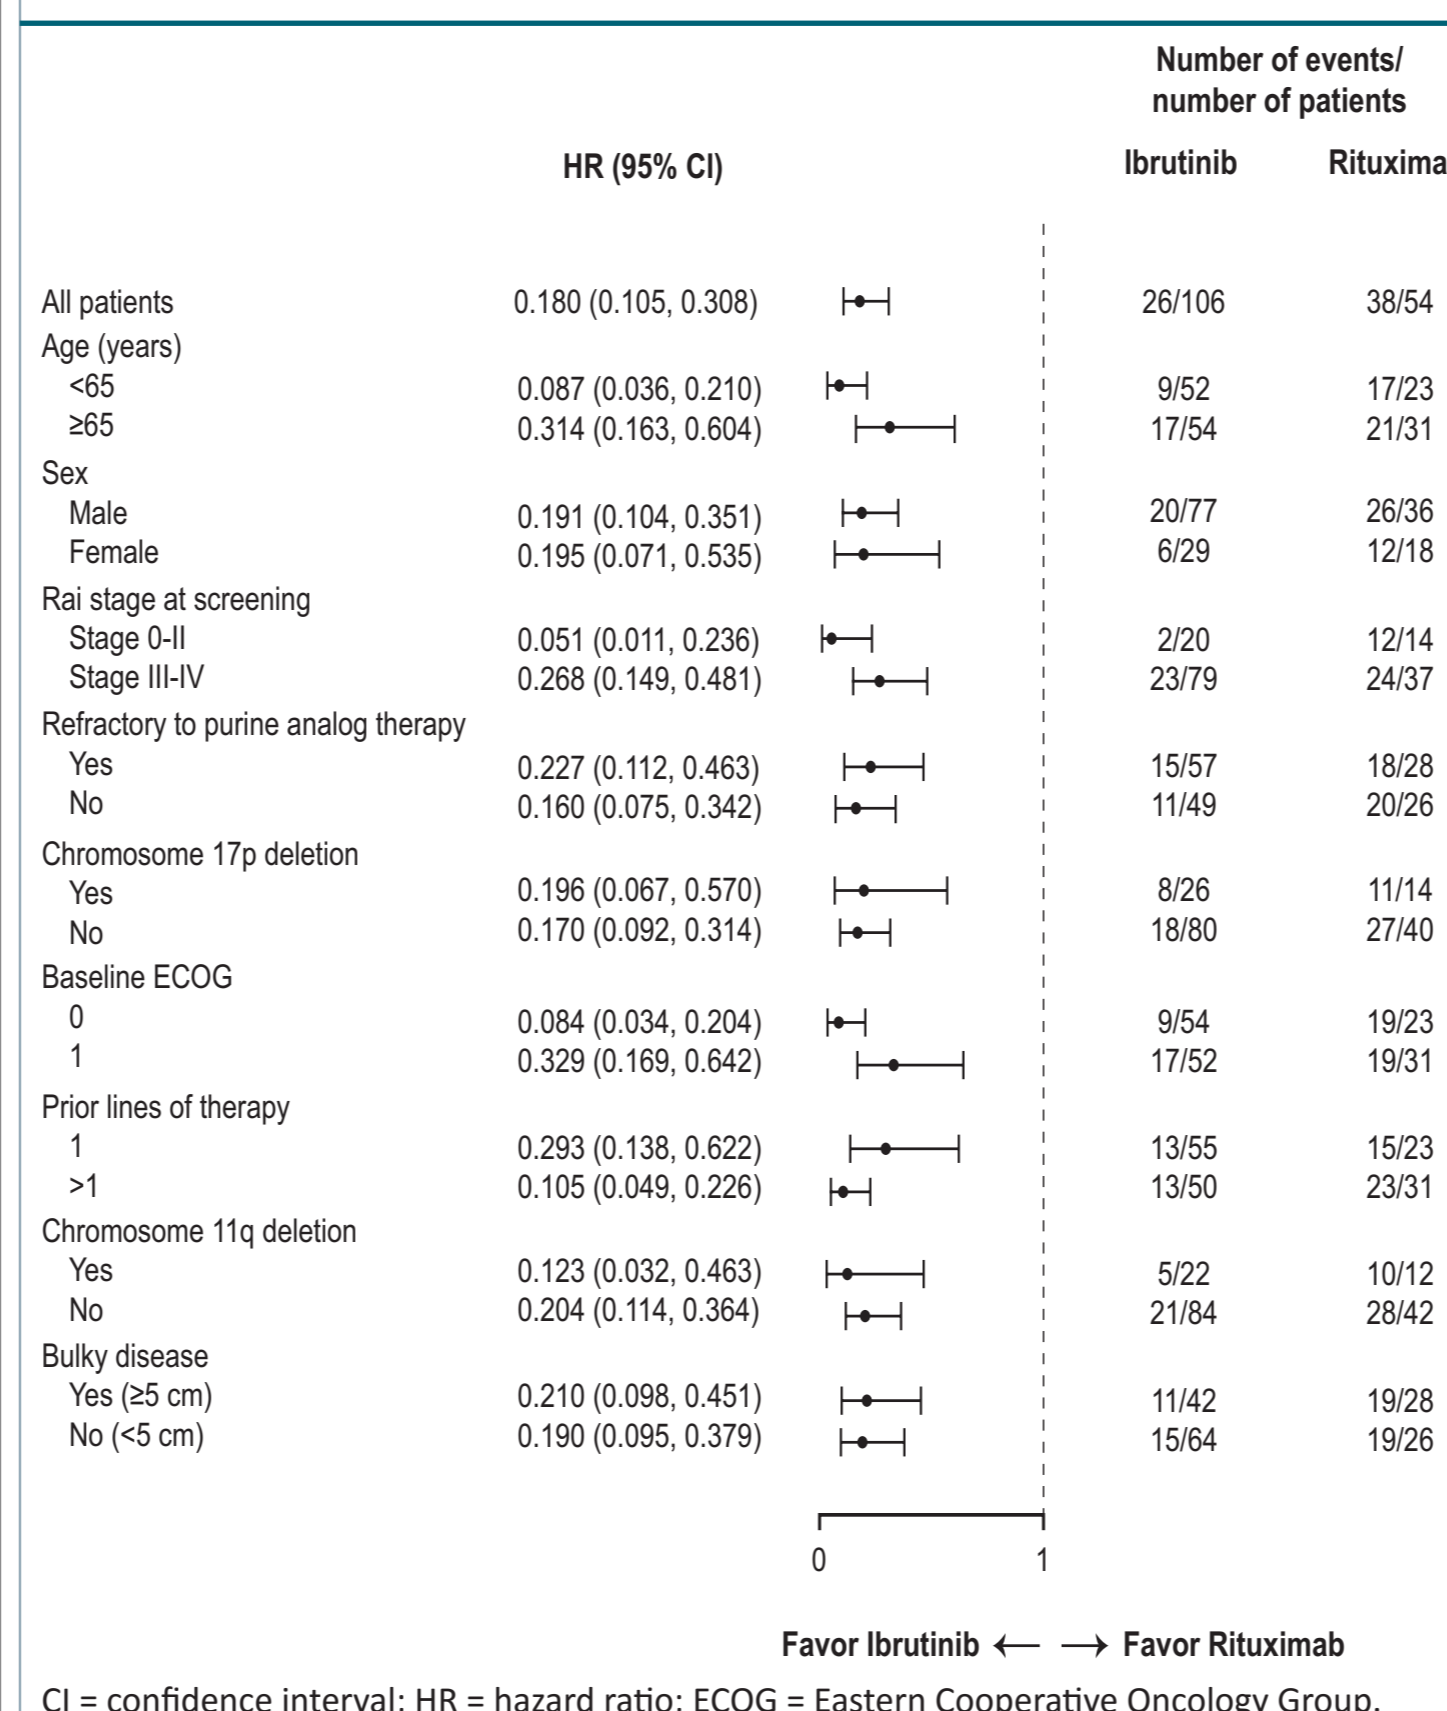 Number of events/
number of patients
HR (95% CI) Ibrutinib Rituxima
All patients 0.180 (0.105, 0.308) 26/106 38/54
Age (years)
<65 0.087 (0.036, 0.210) 9/52 17/23
≥65 0.314 (0.163, 0.604) 17/54 21/31
Sex
Male 0.191 (0.104, 0.351) 20/77 26/36
Female 0.195 (0.071, 0.535) 6/29 12/18
Rai stage at screening
Stage 0-II 0.051 (0.011, 0.236) 2/20 12/14
Stage III-IV 0.268 (0.149, 0.481) 23/79 24/37
Refractory to purine analog therapy
Yes 0.227 (0.112, 0.463) 15/57 18/28
No 0.160 (0.075, 0.342) 11/49 20/26
Chromosome 17p deletion
Yes 0.196 (0.067, 0.570) 8/26 11/14
No 0.170 (0.092, 0.314) 18/80 27/40
Baseline ECOG
0 0.084 (0.034, 0.204) 9/54 19/23
1 0.329 (0.169, 0.642) 17/52 19/31
Prior lines of therapy
1 0.293 (0.138, 0.622) 13/55 15/23
>1 0.105 (0.049, 0.226) 13/50 23/31
Chromosome 11q deletion
Yes 0.123 (0.032, 0.463) 5/22 10/12
No 0.204 (0.114, 0.364) 21/84 28/42
Bulky disease
Yes (≥5 cm) 0.210 (0.098, 0.451) 11/42 19/28
No (<5 cm) 0.190 (0.095, 0.379) 15/64 19/26
0 1
Favor Ibrutinib ← → Favor Rituximab
CI = confidence interval; HR = hazard ratio; ECOG = Eastern Cooperative Oncology Group.